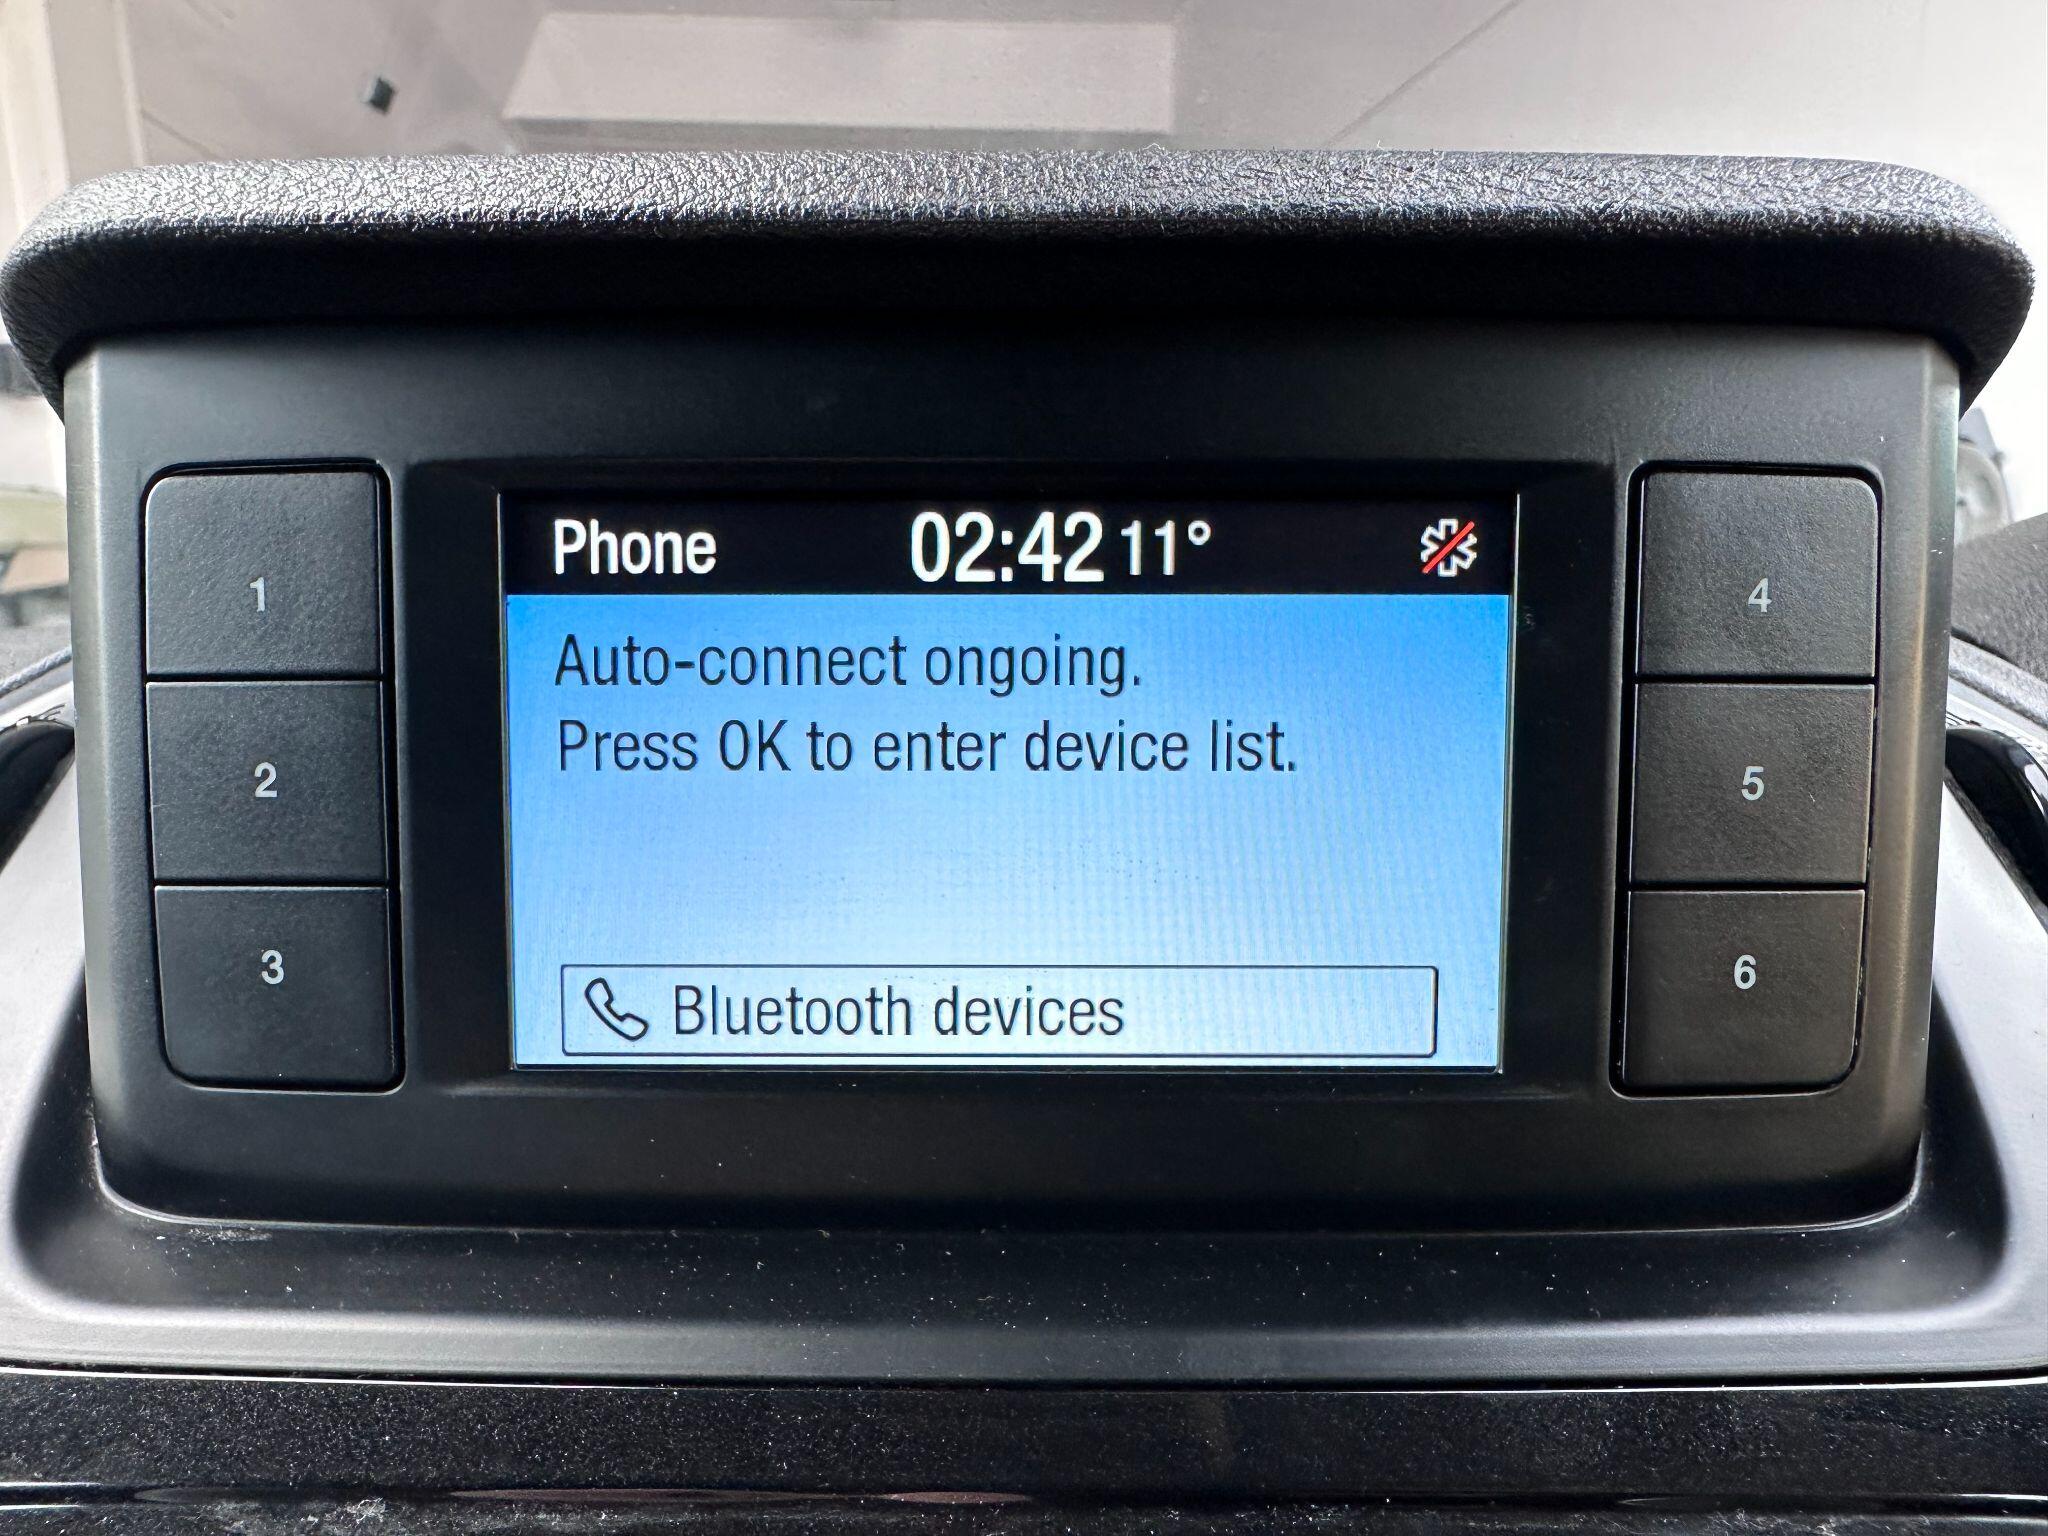 Phone 02:42 11°
Auto-connect ongoing.
Press OK to enter device list.
Bluetooth devices
1
2
3
4
5
6